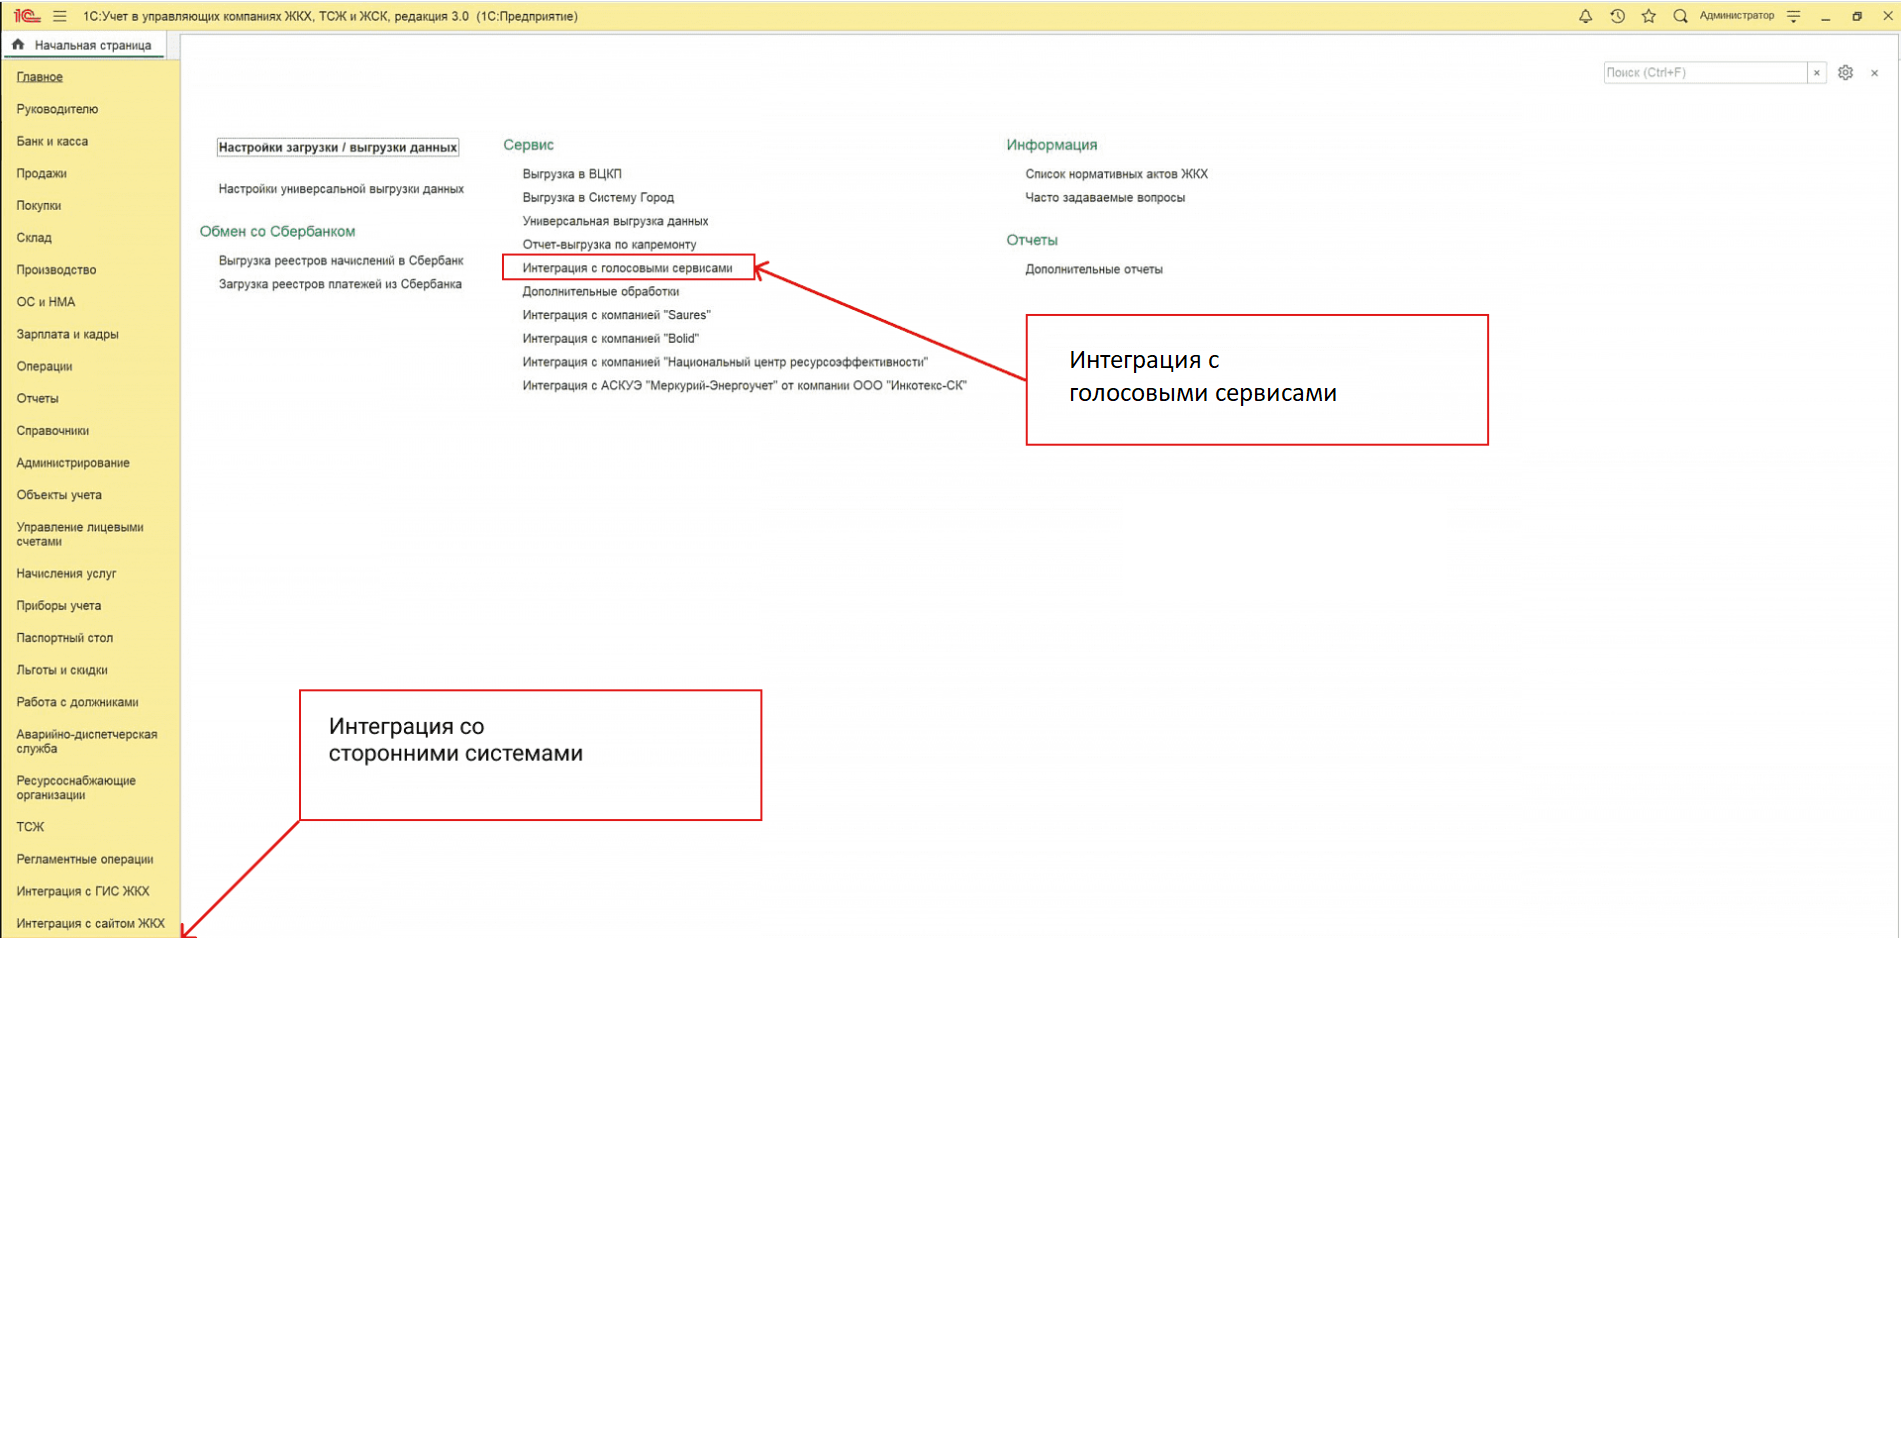 1С:Учет в управляющих компаниях ЖКХ, ТСЖ и ЖСК, редакция 3.0 (1С:Предприятие)
Администратор
Начальная страница
Поиск (Ctrl+F)
Главное
Руководителю
Банк и касса
Продажи
Покупки
Склад
Производство
ОС и НМА
Зарплата и кадры
Операции
Отчеты
Справочники
Администрирование
Объекты учета
Управление лицевыми
счетами
Начисления услуг
Приборы учета
Паспортный стол
Льготы и скидки
Работа с должниками
Аварийно-диспетчерская
служба
Ресурсоснабжающие
организации
ТСЖ
Регламентные операции
Интеграция с ГИС ЖКХ
Интеграция с сайтом ЖКХ
Настройки загрузки / выгрузки данных
Настройки универсальной выгрузки данных
Обмен со Сбербанком
Выгрузка реестров начислений в Сбербанк
Загрузка реестров платежей из Сбербанка
Сервис
Выгрузка в ВЦКП
Выгрузка в Систему Город
Универсальная выгрузка данных
Отчет-выгрузка по капремонту
Интеграция с голосовыми сервисами
Дополнительные обработки
Интеграция с компанией "Saures"
Интеграция с компанией "Bolid"
Интеграция с компанией "Национальный центр ресурсоэффективности"
Интеграция с АСКУЭ "Меркурий-Энергоучет" от компании ООО "Инкотекс-СК"
Информация
Список нормативных актов ЖКХ
Часто задаваемые вопросы
Отчеты
Дополнительные отчеты
Интеграция с
голосовыми сервисами
Интеграция со
сторонними системами